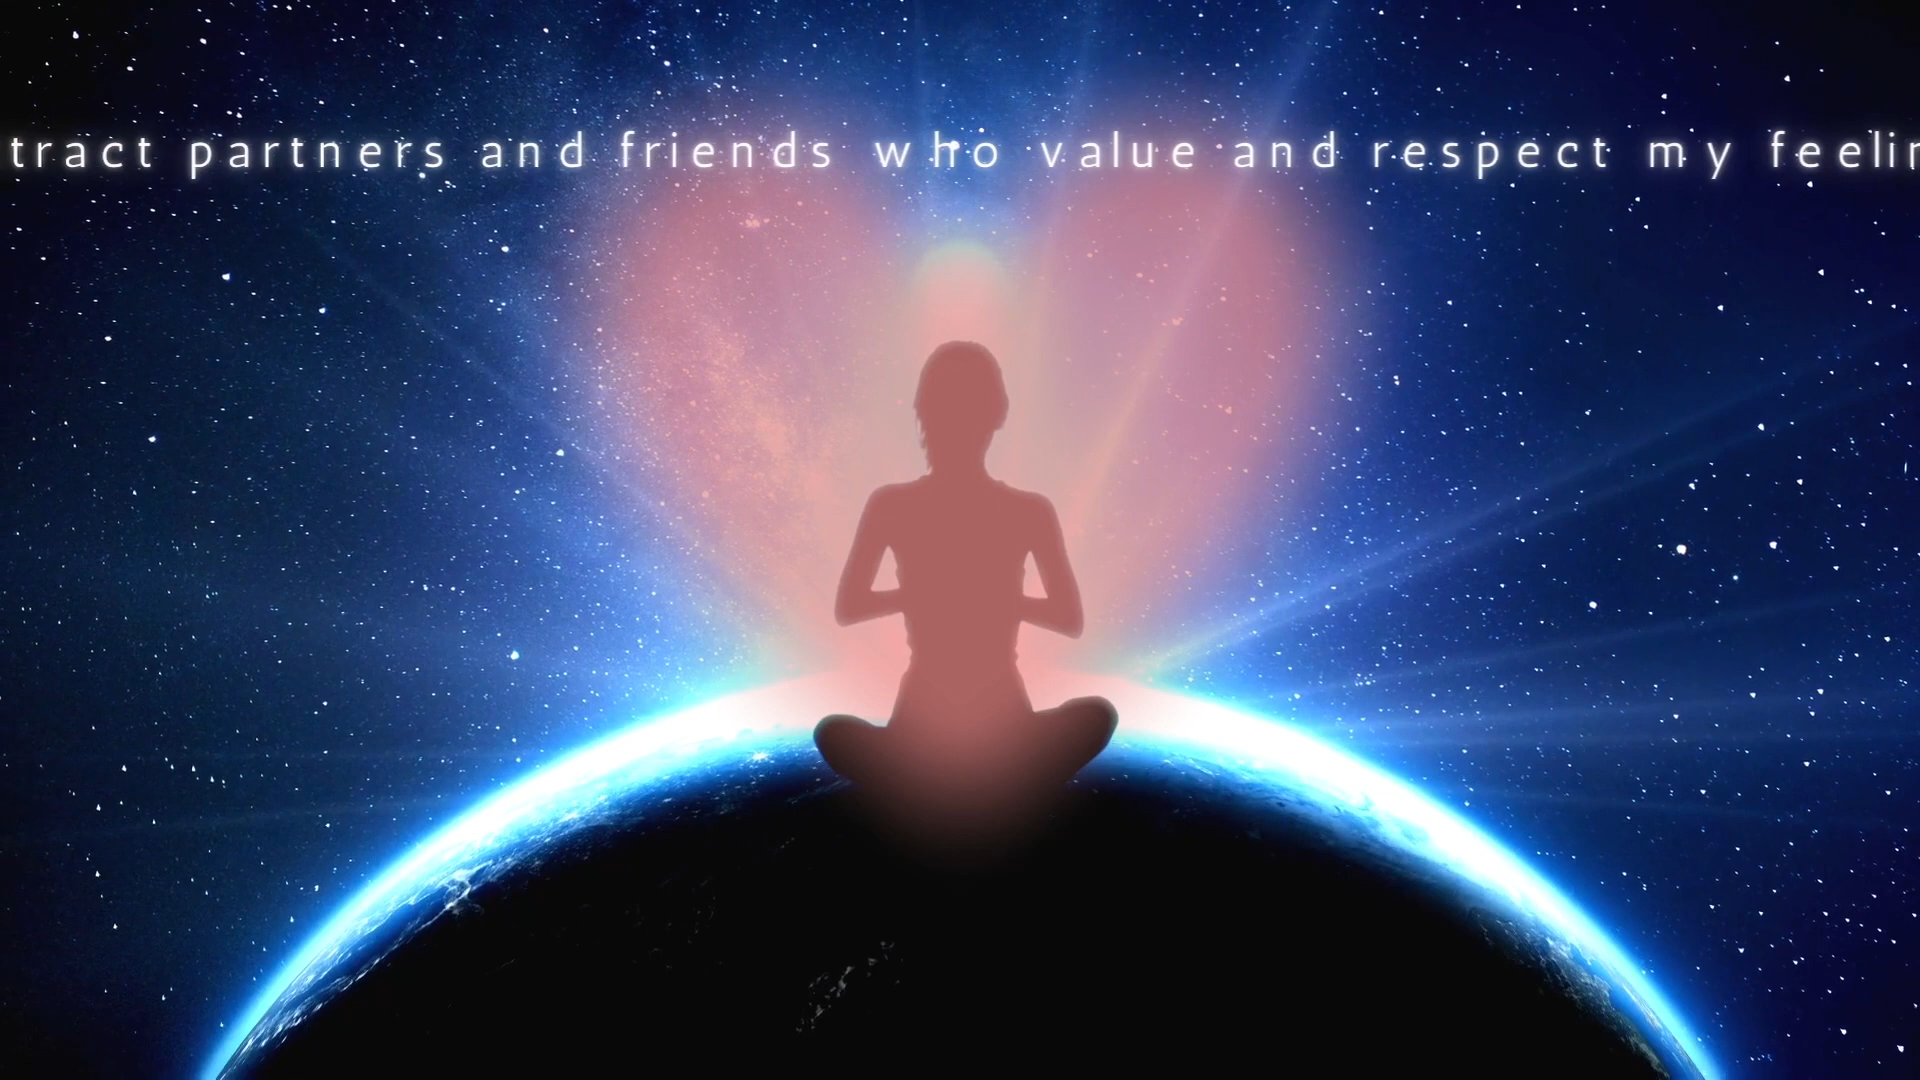 tract partners and friends who value and respect my feelin